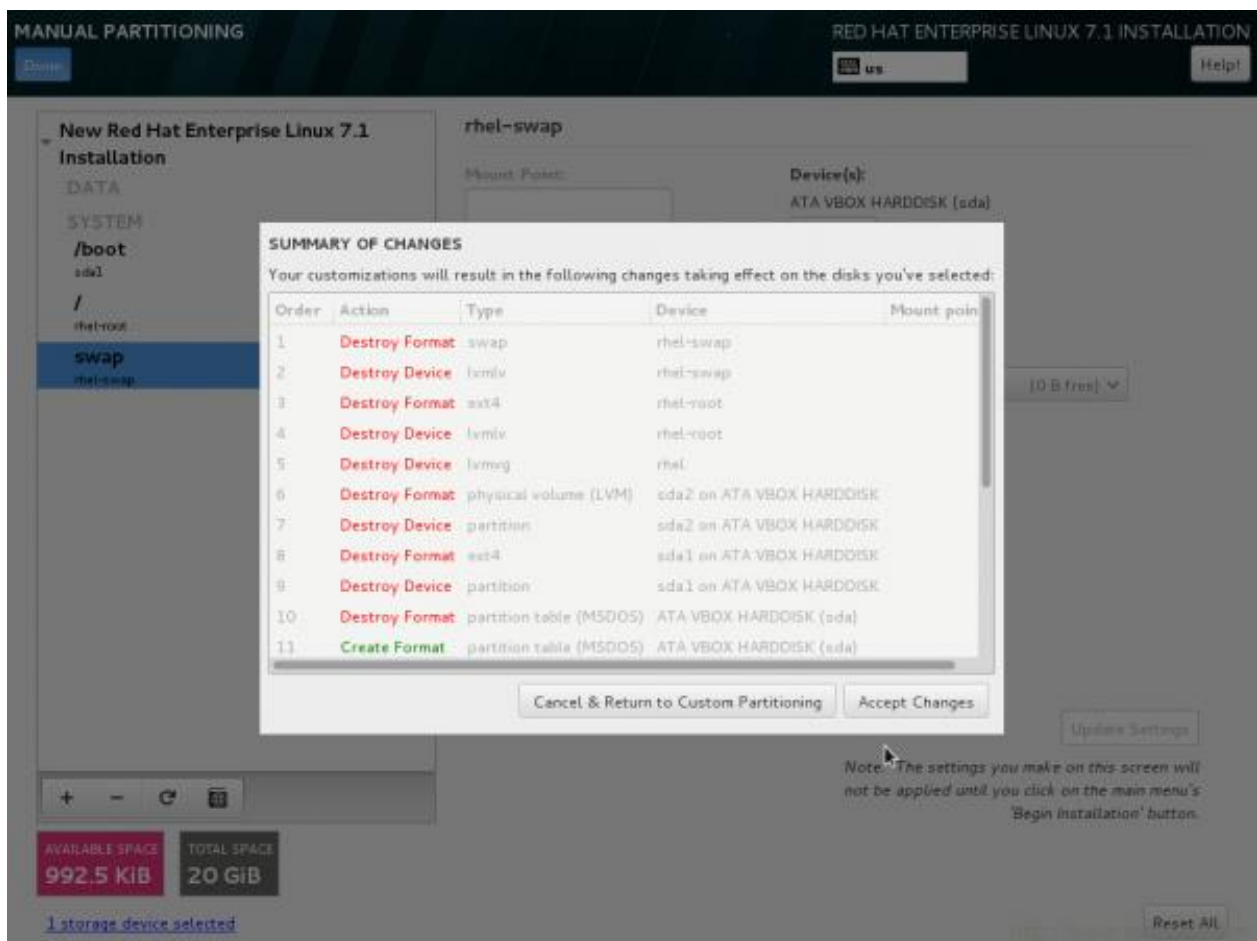 MANUAL PARTITIONING
RED HAT ENTERPRISE LINUX 7.1 INSTALLATION
Done
us
Help!
New Red Hat Enterprise Linux 7.1
Installation
DATA
SYSTEM
/boot
sda1
/
rhel-root
swap
rhel-swap
rhel-swap
Mount Point:
Device(s):
ATA VBOX HARDDISK (sda)
(0 B free)
SUMMARY OF CHANGES
Your customizations will result in the following changes taking effect on the disks you've selected:
Order Action Type Device Mount poin
1 Destroy Format swap rhel-swap
2 Destroy Device lvmlv rhel-swap
3 Destroy Format ext4 rhel-root
4 Destroy Device lvmlv rhel-root
5 Destroy Device lvmvg rhel
6 Destroy Format physical volume (LVM) sda2 on ATA VBOX HARDDISK
7 Destroy Device partition sda2 on ATA VBOX HARDDISK
8 Destroy Format ext4 sda1 on ATA VBOX HARDDISK
9 Destroy Device partition sda1 on ATA VBOX HARDDISK
10 Destroy Format partition table (MSDOS) ATA VBOX HARDDISK (sda)
11 Create Format partition table (MSDOS) ATA VBOX HARDDISK (sda)
Cancel & Return to Custom Partitioning
Accept Changes
Update Settings
Note: The settings you make on this screen will
not be applied until you click on the main menu's
'Begin Installation' button.
+ −
AVAILABLE SPACE
992.5 KiB
TOTAL SPACE
20 GiB
1 storage device selected
Reset All